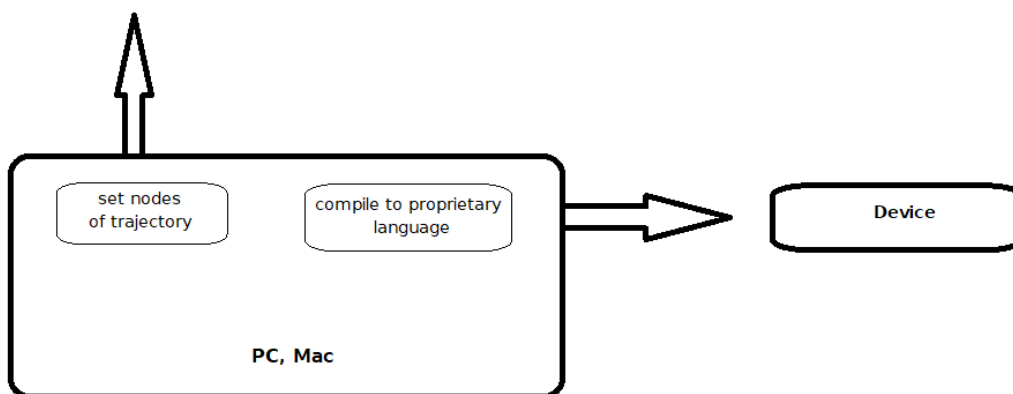 set nodes
of trajectory
compile to proprietary
language
Device
PC, Mac